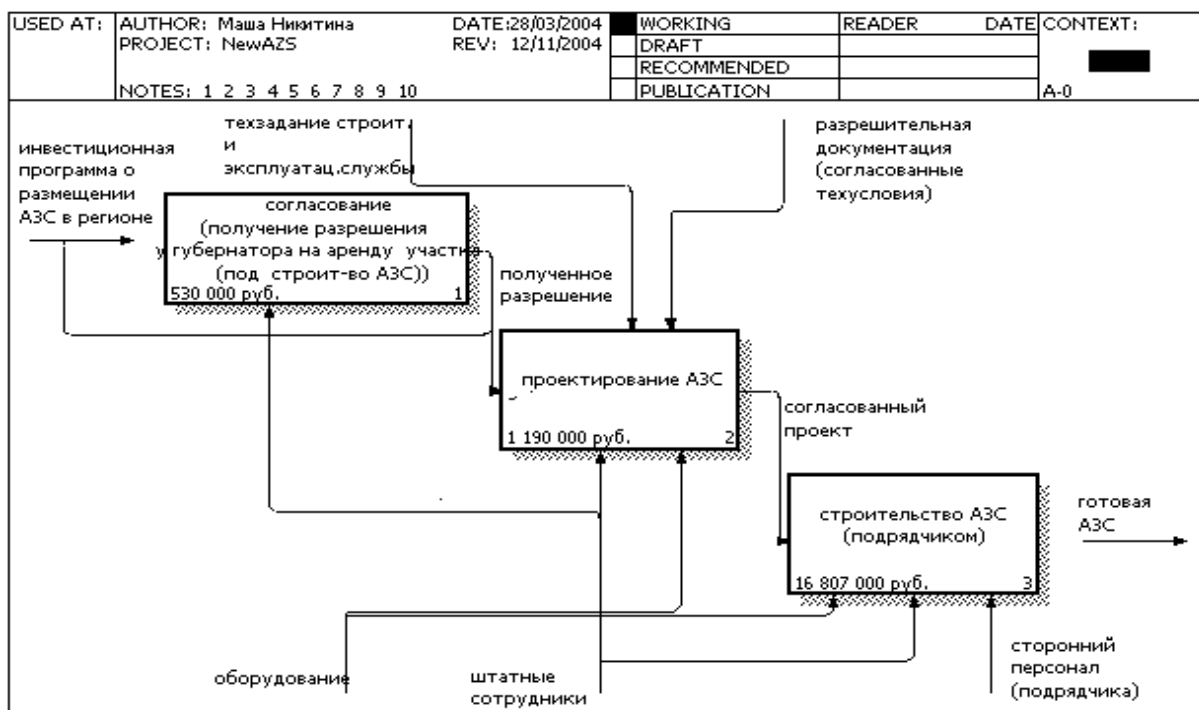 USED AT:
AUTHOR: Маша Никитина
DATE:28/03/2004
PROJECT: NewAZS
REV: 12/11/2004
NOTES: 1 2 3 4 5 6 7 8 9 10
WORKING
DRAFT
RECOMMENDED
PUBLICATION
READER
DATE
CONTEXT:
A-0
инвестиционная
программа о
размещении
АЗС в регионе
техзадание строит.
и
эксплуатац.службы
разрешительная
документация
(согласованные
техусловия)
согласование
(получение разрешения
у губернатора на аренду участка
(под строит-во АЗС))
530 000 руб.
1
полученное
разрешение
проектирование АЗС
1 190 000 руб.
2
согласованный
проект
строительство АЗС
(подрядчиком)
16 807 000 руб.
3
готовая
АЗС
оборудование
штатные
сотрудники
сторонний
персонал
(подрядчика)